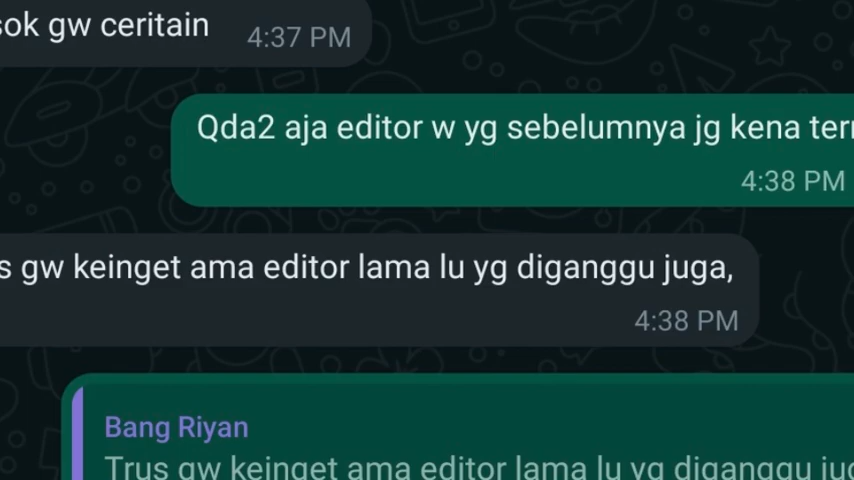 sok gw ceritain
4:37 PM
Qda2 aja editor w yg sebelumnya jg kena
4:38 PM
gw keinget ama editor lama lu yg diganggu juga,
4:38 PM
Bang Riyan
Trus gw keinget ama editor lama lu yg diganggu